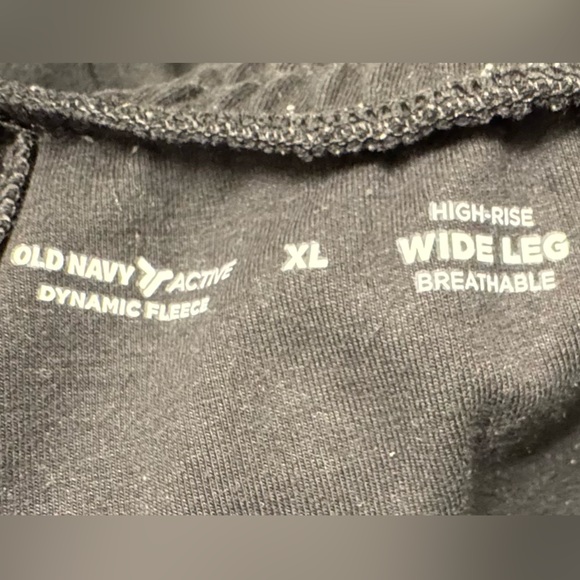 OLD NAVY ACTIVE
DYNAMIC FLEECE
XL
HIGH-RISE
WIDE LEG
BREATHABLE